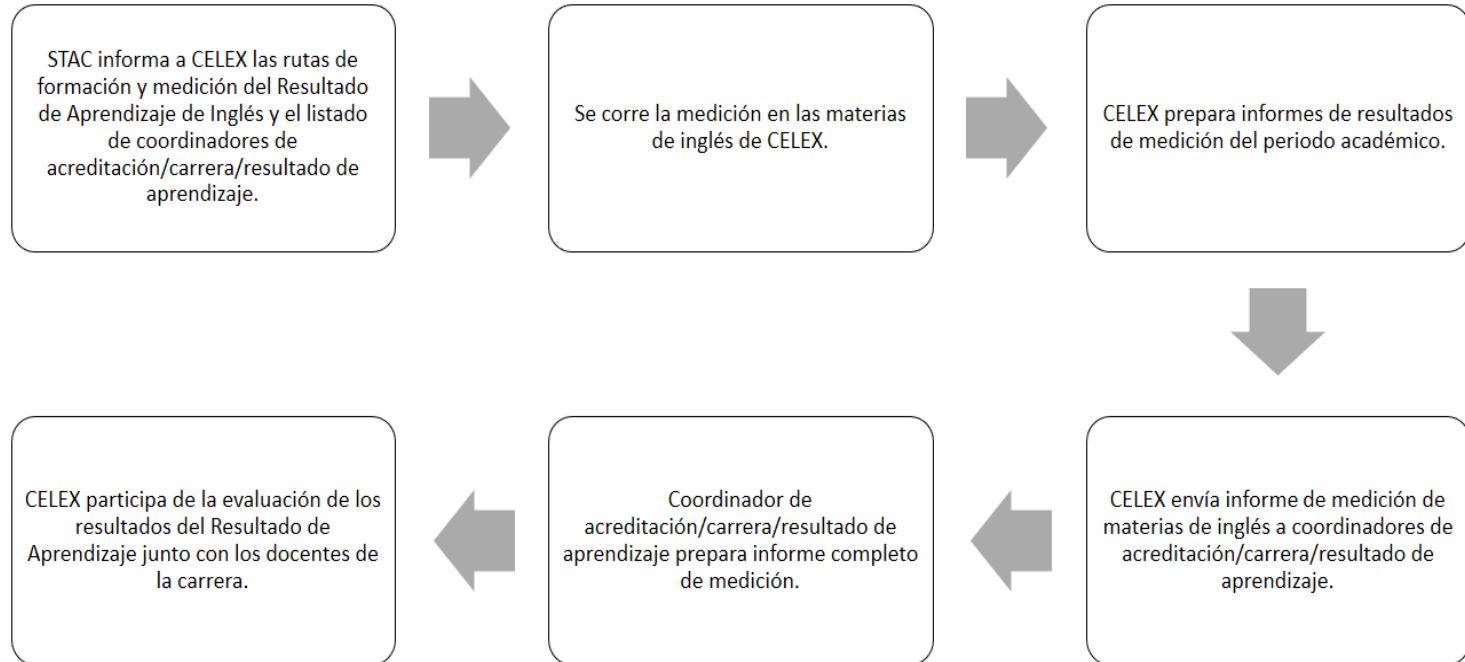 STAC informa a CELEX las rutas de
formación y medición del Resultado
de Aprendizaje de Inglés y el listado
de coordinadores de
acreditación/carrera/resultado de
aprendizaje.
Se corre la medición en las materias
de inglés de CELEX.
CELEX prepara informes de resultados
de medición del periodo académico.
CELEX envía informe de medición de
materias de inglés a coordinadores de
acreditación/carrera/resultado de
aprendizaje.
Coordinador de
acreditación/carrera/resultado de
aprendizaje prepara informe completo
de medición.
CELEX participa de la evaluación de los
resultados del Resultado de
Aprendizaje junto con los docentes de
la carrera.